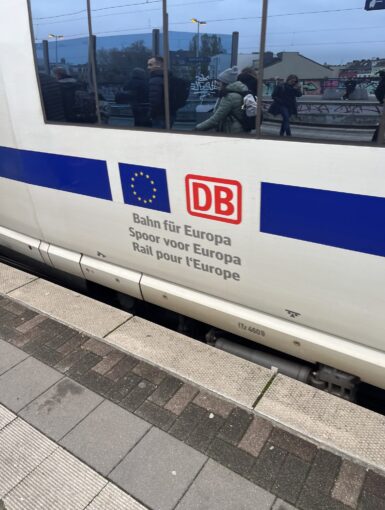 DB
Bahn für Europa
Spoor voor Europa
Rail pour l'Europe